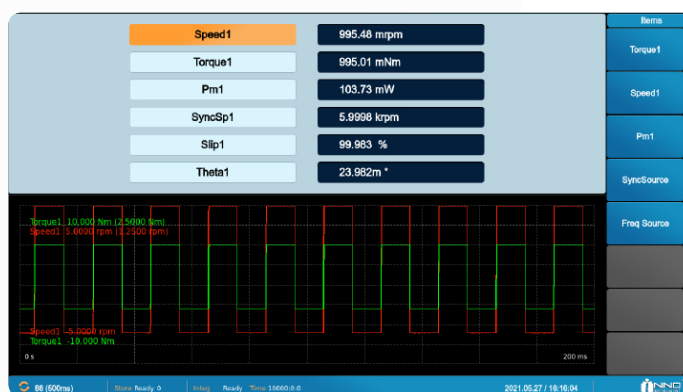 Items
Speed1 995.48 mrpm
Torque1
Torque1 995.01 mNm
Speed1
Pm1 103.73 mW
Pm1
SyncSp1 5.9998 krpm
SyncSource
Slip1 99.983 %
Theta1 23.982m °
Freq Source
Torque1 10.000 Nm (2.5000 Nm)
Speed1 5.0000 rpm (1.2500 rpm)
Speed1 -5.0000 rpm
Torque1 -10.000 Nm
0 s 200 ms
88 (500ms) Store Ready 0 Integ Ready Time 10000:0:0 2021.05.27 / 16:16:04 INNO